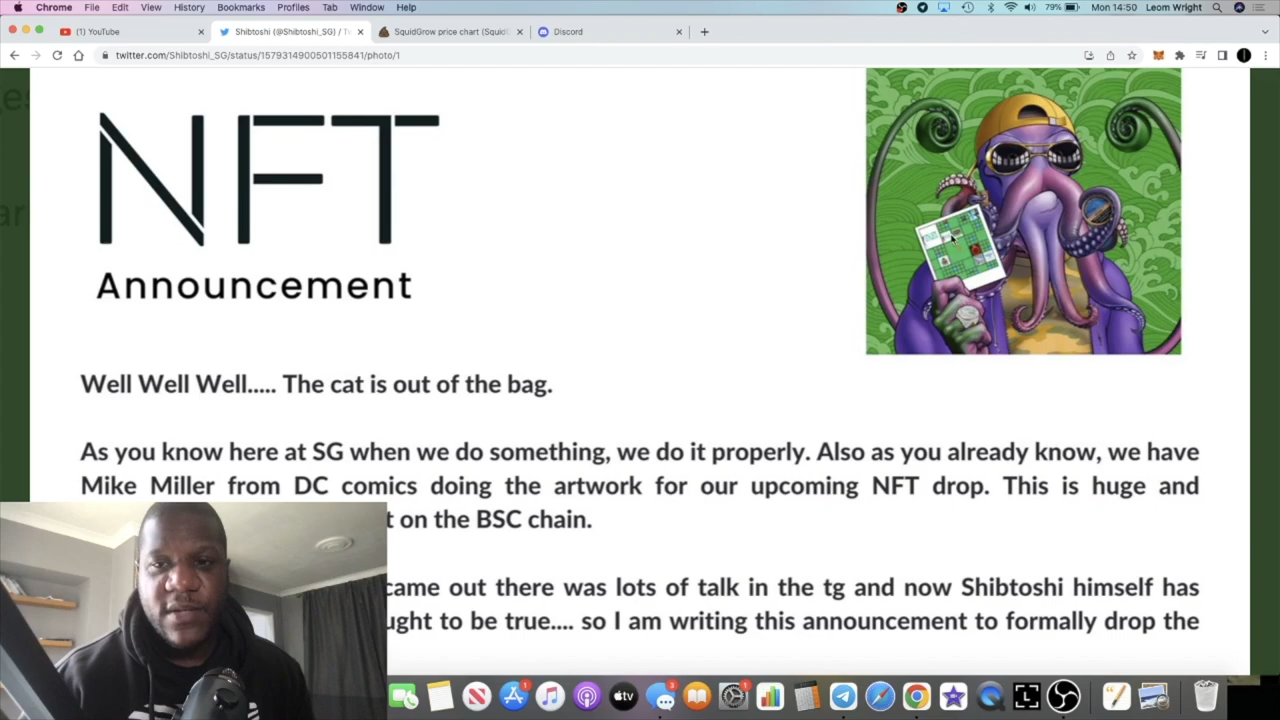 Chrome File Edit View History Bookmarks Profiles Tab Window Help 79% Mon 14:50 Leom Wright
(1) YouTube
Shibtoshi (@Shibtoshi_SG) / T
SquidGrow price chart (Squid
Discord
twitter.com/Shibtoshi_SG/status/1579314900501155841/photo/1
NFT
Announcement
Well Well Well..... The cat is out of the bag.
As you know here at SG when we do something, we do it properly. Also as you already know, we have
Mike Miller from DC comics doing the artwork for our upcoming NFT drop. This is huge and
on the BSC chain.
came out there was lots of talk in the tg and now Shibtoshi himself has
ught to be true.... so I am writing this announcement to formally drop the
1
tv
3
1
L